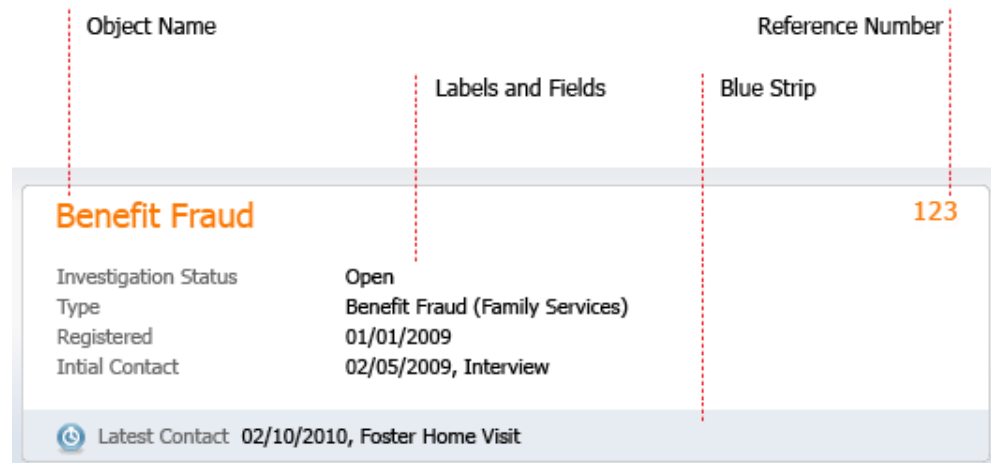 Object Name Reference Number
Labels and Fields Blue Strip
Benefit Fraud 123
Investigation Status Open
Type Benefit Fraud (Family Services)
Registered 01/01/2009
Intial Contact 02/05/2009, Interview
Latest Contact 02/10/2010, Foster Home Visit